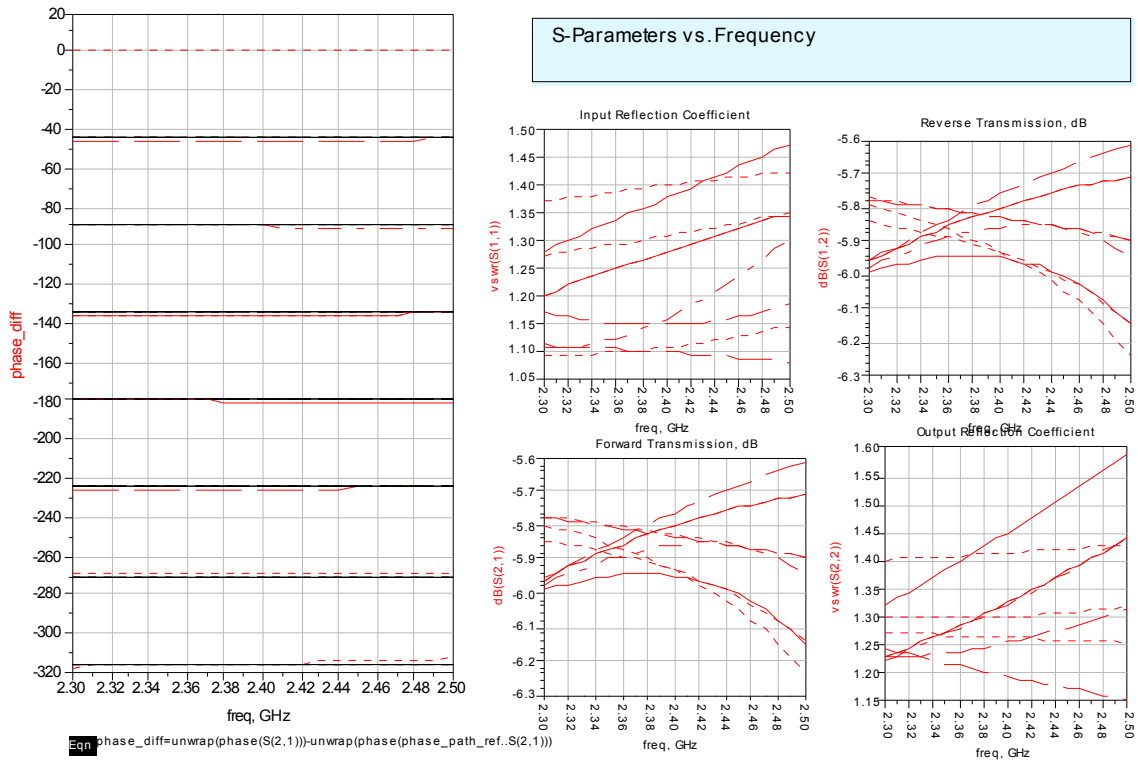 S-Parameters vs. Frequency
20
0
-20
-40
-60
-80
-100
-120
-140
-160
-180
-200
-220
-240
-260
-280
-300
-320
phase_diff
2.30 2.32 2.34 2.36 2.38 2.40 2.42 2.44 2.46 2.48 2.50
freq, GHz
Eqn phase_diff=unwrap(phase(S(2,1)))-unwrap(phase(phase_path_ref..S(2,1)))
Input Reflection Coefficient
1.50
1.45
1.40
1.35
1.30
1.25
1.20
1.15
1.10
1.05
vswr(S(1,1))
2.30 2.32 2.34 2.36 2.38 2.40 2.42 2.44 2.46 2.48 2.50
freq, GHz
Reverse Transmission, dB
-5.6
-5.7
-5.8
-5.9
-6.0
-6.1
-6.2
-6.3
dB(S(1,2))
2.30 2.32 2.34 2.36 2.38 2.40 2.42 2.44 2.46 2.48 2.50
freq, GHz
Forward Transmission, dB
-5.6
-5.7
-5.8
-5.9
-6.0
-6.1
-6.2
-6.3
dB(S(2,1))
2.30 2.32 2.34 2.36 2.38 2.40 2.42 2.44 2.46 2.48 2.50
freq, GHz
Output Reflection Coefficient
1.60
1.55
1.50
1.45
1.40
1.35
1.30
1.25
1.20
1.15
vswr(S(2,2))
2.30 2.32 2.34 2.36 2.38 2.40 2.42 2.44 2.46 2.48 2.50
freq, GHz